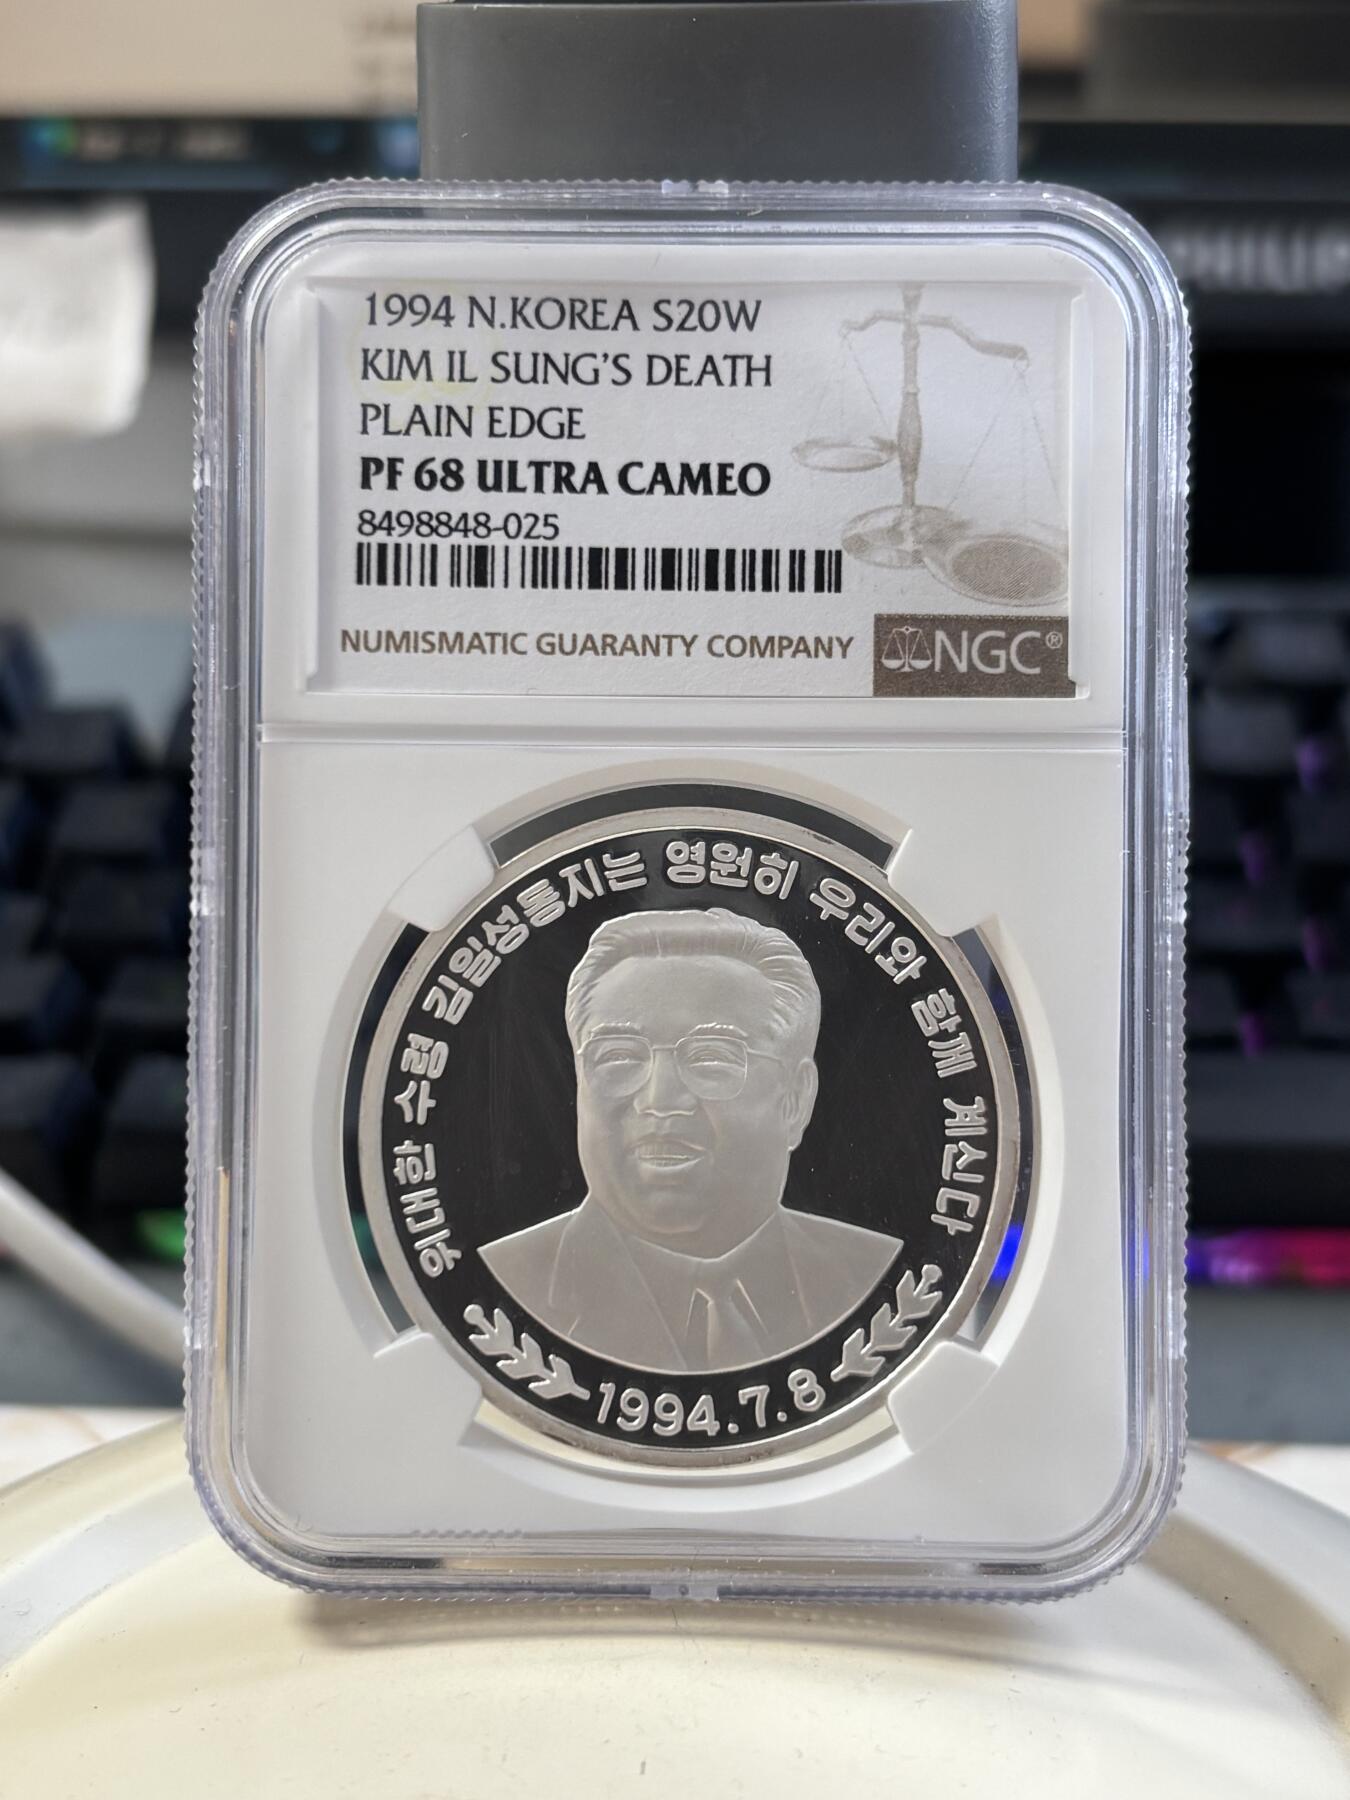 1994 N.KOREA S20W
KIM IL SUNG'S DEATH
PLAIN EDGE
PF 68 ULTRA CAMEO
8498848-025
NUMISMATIC GUARANTY COMPANY
NGC®
위대한 수령 김일성동지는 영원히 우리와 함께 계신다
1994.7.8